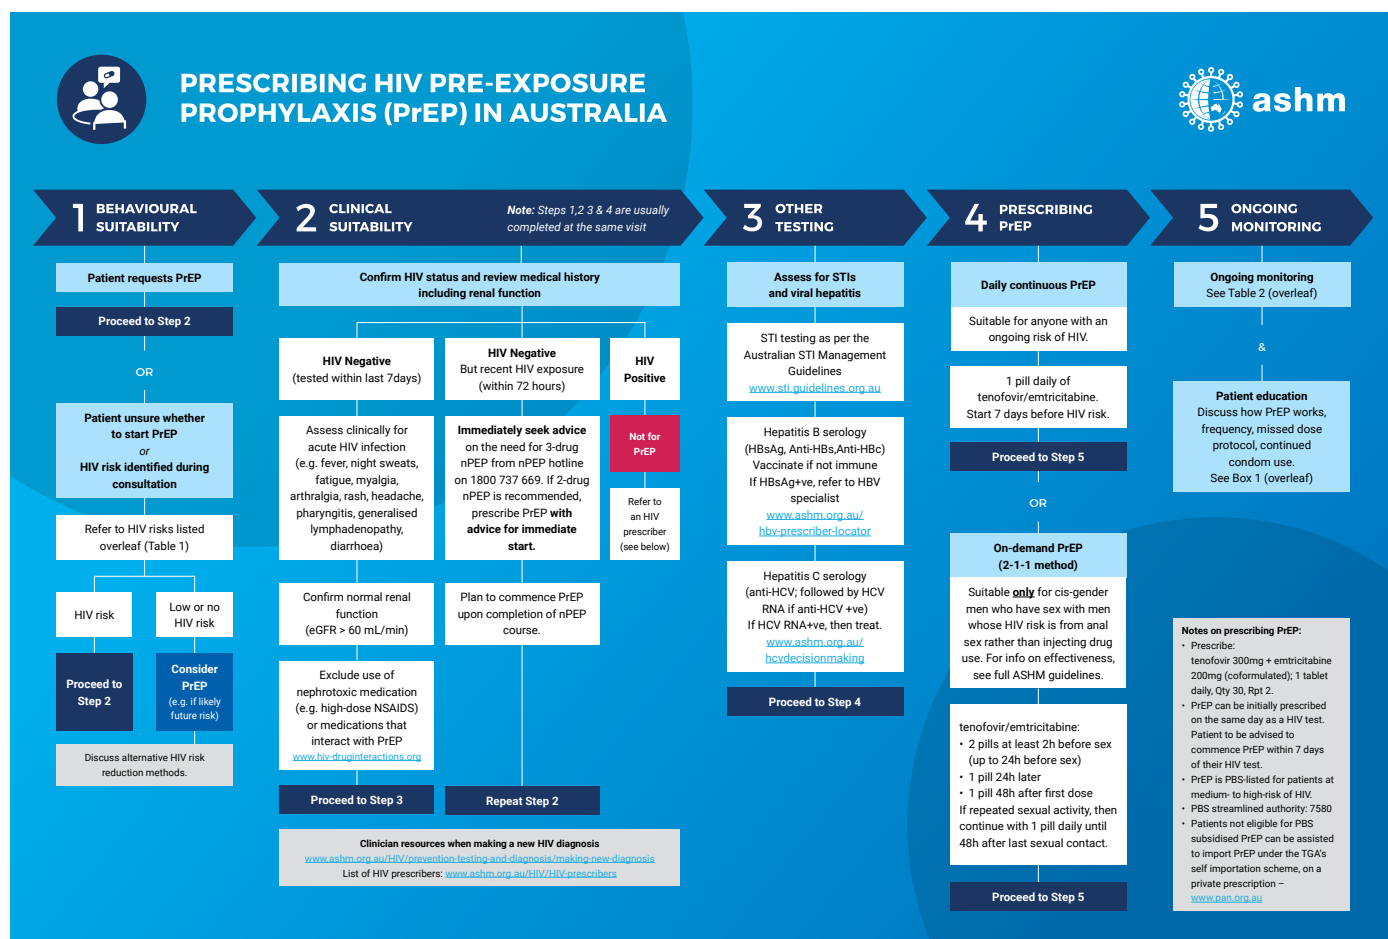 PRESCRIBING HIV PRE-EXPOSURE
PROPHYLAXIS (PrEP) IN AUSTRALIA
ashm
1 BEHAVIOURAL
SUITABILITY
Patient requests PrEP
Proceed to Step 2
OR
Patient unsure whether
to start PrEP
or
HIV risk identified during
consultation
Refer to HIV risks listed
overleaf (Table 1)
HIV risk
Low or no
HIV risk
Proceed to
Step 2
Consider
PrEP
(e.g. if likely
future risk)
Discuss alternative HIV risk
reduction methods.
2 CLINICAL
SUITABILITY
Note: Steps 1,2 3 & 4 are usually
completed at the same visit
Confirm HIV status and review medical history
including renal function
HIV Negative
(tested within last 7days)
Assess clinically for
acute HIV infection
(e.g. fever, night sweats,
fatigue, myalgia,
arthralgia, rash, headache,
pharyngitis, generalised
lymphadenopathy,
diarrhoea)
Confirm normal renal
function
(eGFR > 60 mL/min)
Exclude use of
nephrotoxic medication
(e.g. high-dose NSAIDS)
or medications that
interact with PrEP
www.hiv-druginteractions.org
Proceed to Step 3
HIV Negative
But recent HIV exposure
(within 72 hours)
Immediately seek advice
on the need for 3-drug
nPEP from nPEP hotline
on 1800 737 669. If 2-drug
nPEP is recommended,
prescribe PrEP with
advice for immediate
start.
Plan to commence PrEP
upon completion of nPEP
course.
Repeat Step 2
HIV
Positive
Not for
PrEP
Refer to
an HIV
prescriber
(see below)
Clinician resources when making a new HIV diagnosis
www.ashm.org.au/HIV/prevention-testing-and-diagnosis/making-new-diagnosis
List of HIV prescribers: www.ashm.org.au/HIV/HIV-prescribers
3 OTHER
TESTING
Assess for STIs
and viral hepatitis
STI testing as per the
Australian STI Management
Guidelines
www.sti.guidelines.org.au
Hepatitis B serology
(HBsAg, Anti-HBs,Anti-HBc)
Vaccinate if not immune
If HBsAg+ve, refer to HBV
specialist
www.ashm.org.au/
hbv-prescriber-locator
Hepatitis C serology
(anti-HCV; followed by HCV
RNA if anti-HCV +ve)
If HCV RNA+ve, then treat.
www.ashm.org.au/
hcvdecisionmaking
Proceed to Step 4
4 PRESCRIBING
PrEP
Daily continuous PrEP
Suitable for anyone with an
ongoing risk of HIV.
1 pill daily of
tenofovir/emtricitabine.
Start 7 days before HIV risk.
Proceed to Step 5
OR
On-demand PrEP
(2-1-1 method)
Suitable only for cis-gender
men who have sex with men
whose HIV risk is from anal
sex rather than injecting drug
use. For info on effectiveness,
see full ASHM guidelines.
tenofovir/emtricitabine:
• 2 pills at least 2h before sex
(up to 24h before sex)
• 1 pill 24h later
• 1 pill 48h after first dose
If repeated sexual activity, then
continue with 1 pill daily until
48h after last sexual contact.
Proceed to Step 5
5 ONGOING
MONITORING
Ongoing monitoring
See Table 2 (overleaf)
&
Patient education
Discuss how PrEP works,
frequency, missed dose
protocol, continued
condom use.
See Box 1 (overleaf)
Notes on prescribing PrEP:
• Prescribe:
tenofovir 300mg + emtricitabine
200mg (coformulated); 1 tablet
daily, Qty 30, Rpt 2.
• PrEP can be initially prescribed
on the same day as a HIV test.
Patient to be advised to
commence PrEP within 7 days
of their HIV test.
• PrEP is PBS-listed for patients at
medium- to high-risk of HIV.
• PBS streamlined authority: 7580
• Patients not eligible for PBS
subsidised PrEP can be assisted
to import PrEP under the TGA's
self importation scheme, on a
private prescription –
www.pan.org.au